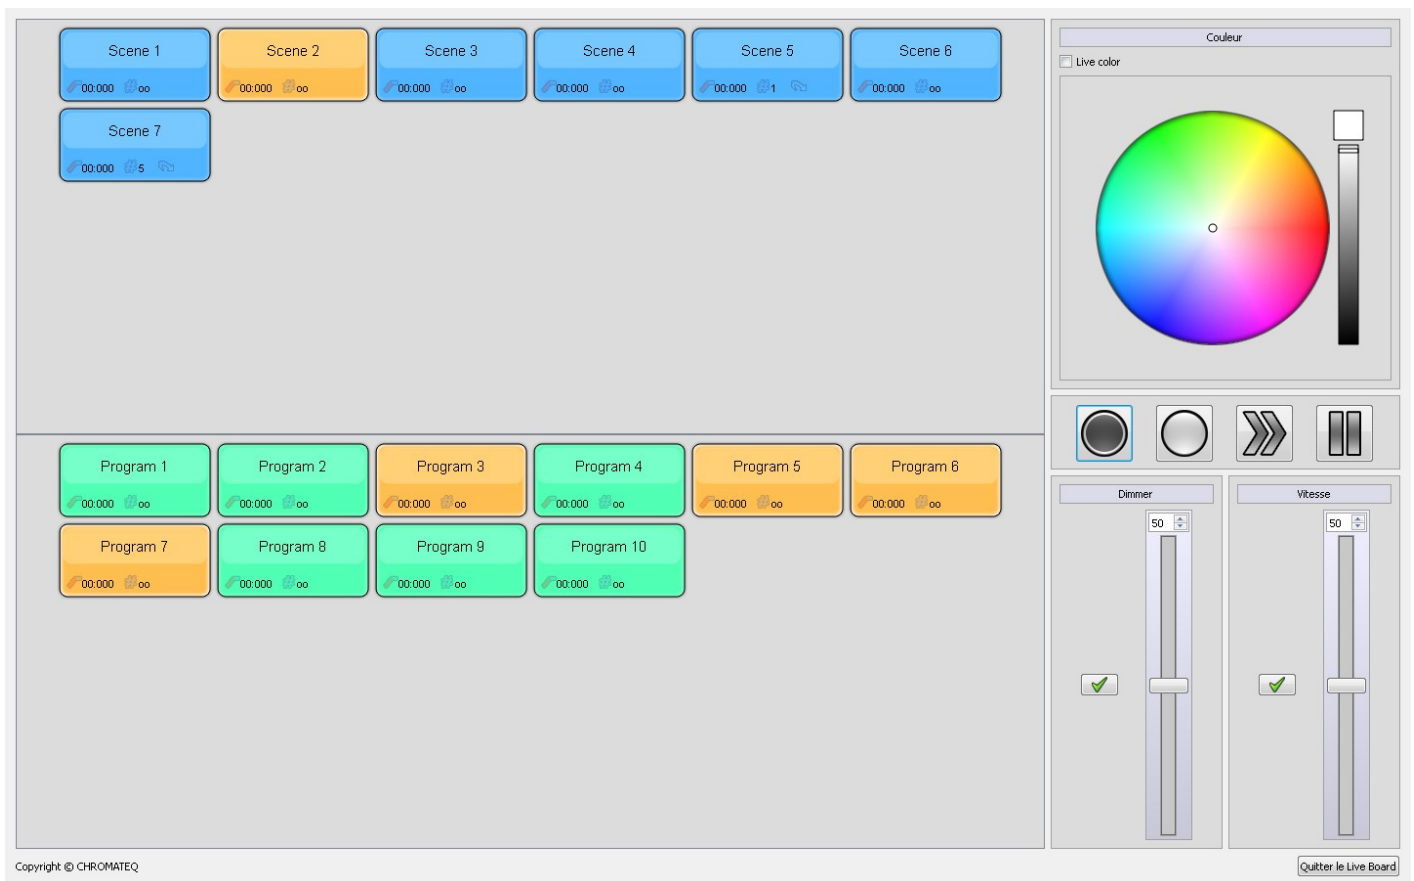 Scene 1
00:000 oo
Scene 2
00:000 oo
Scene 3
00:000 oo
Scene 4
00:000 oo
Scene 5
00:000 1
Scene 6
00:000 oo
Scene 7
00:000 5
Program 1
00:000 oo
Program 2
00:000 oo
Program 3
00:000 oo
Program 4
00:000 oo
Program 5
00:000 oo
Program 6
00:000 oo
Program 7
00:000 oo
Program 8
00:000 oo
Program 9
00:000 oo
Program 10
00:000 oo
Couleur
Live color
Dimmer
50
Vitesse
50
Copyright © CHROMATEQ
Quitter le Live Board